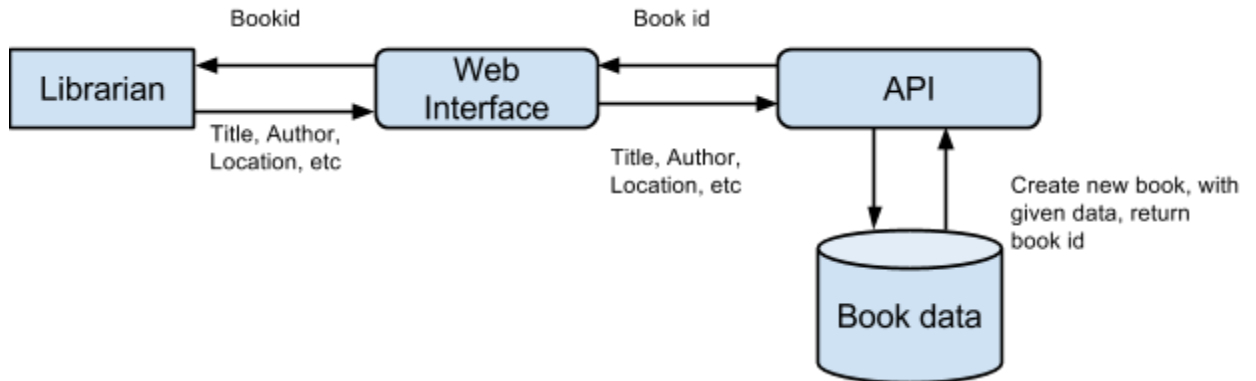 Bookid
Book id
Librarian
Web
Interface
API
Title, Author,
Location, etc
Title, Author,
Location, etc
Create new book, with
given data, return
book id
Book data